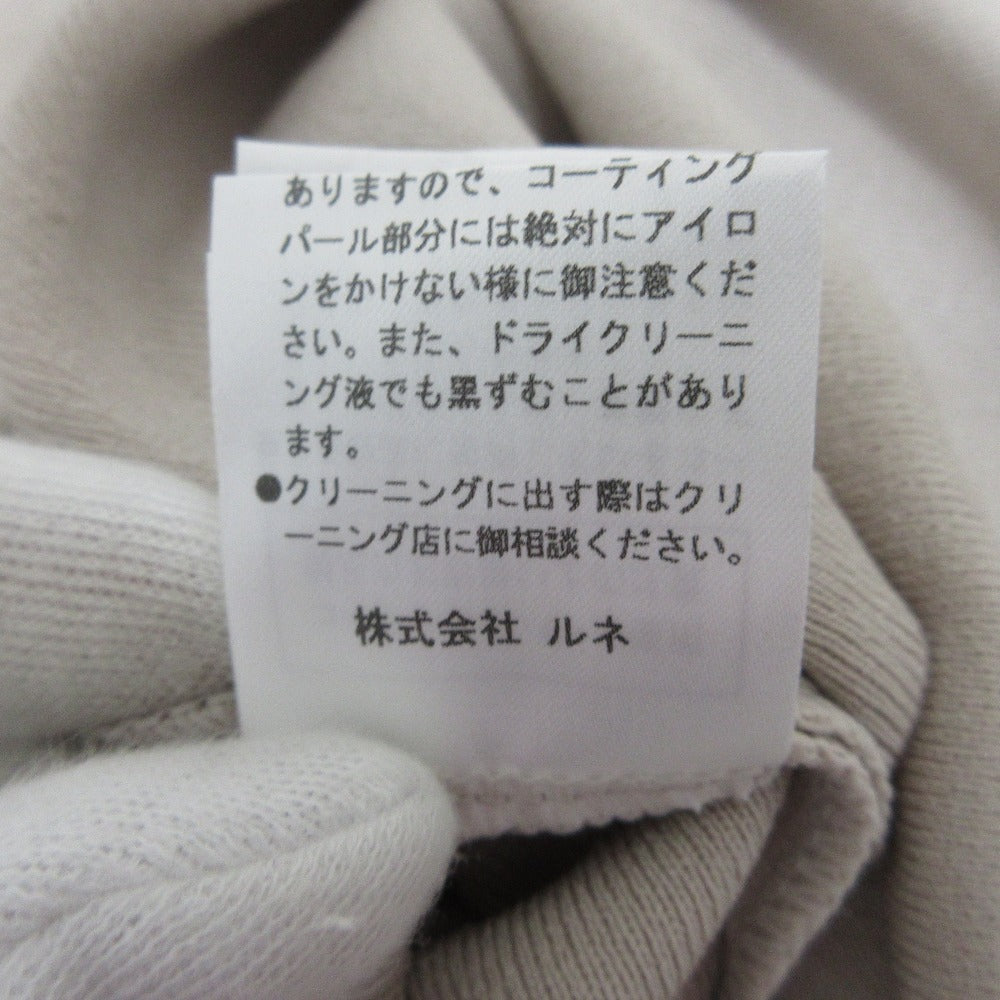 ありますので、コーティング
パール部分には絶対にアイロ
ンをかけない様に御注意くだ
さい。また、ドライクリーニ
ング液でも黒ずむことがあり
ます。
●クリーニングに出す際はクリ
ーニング店に御相談ください。
株式会社 ルネ